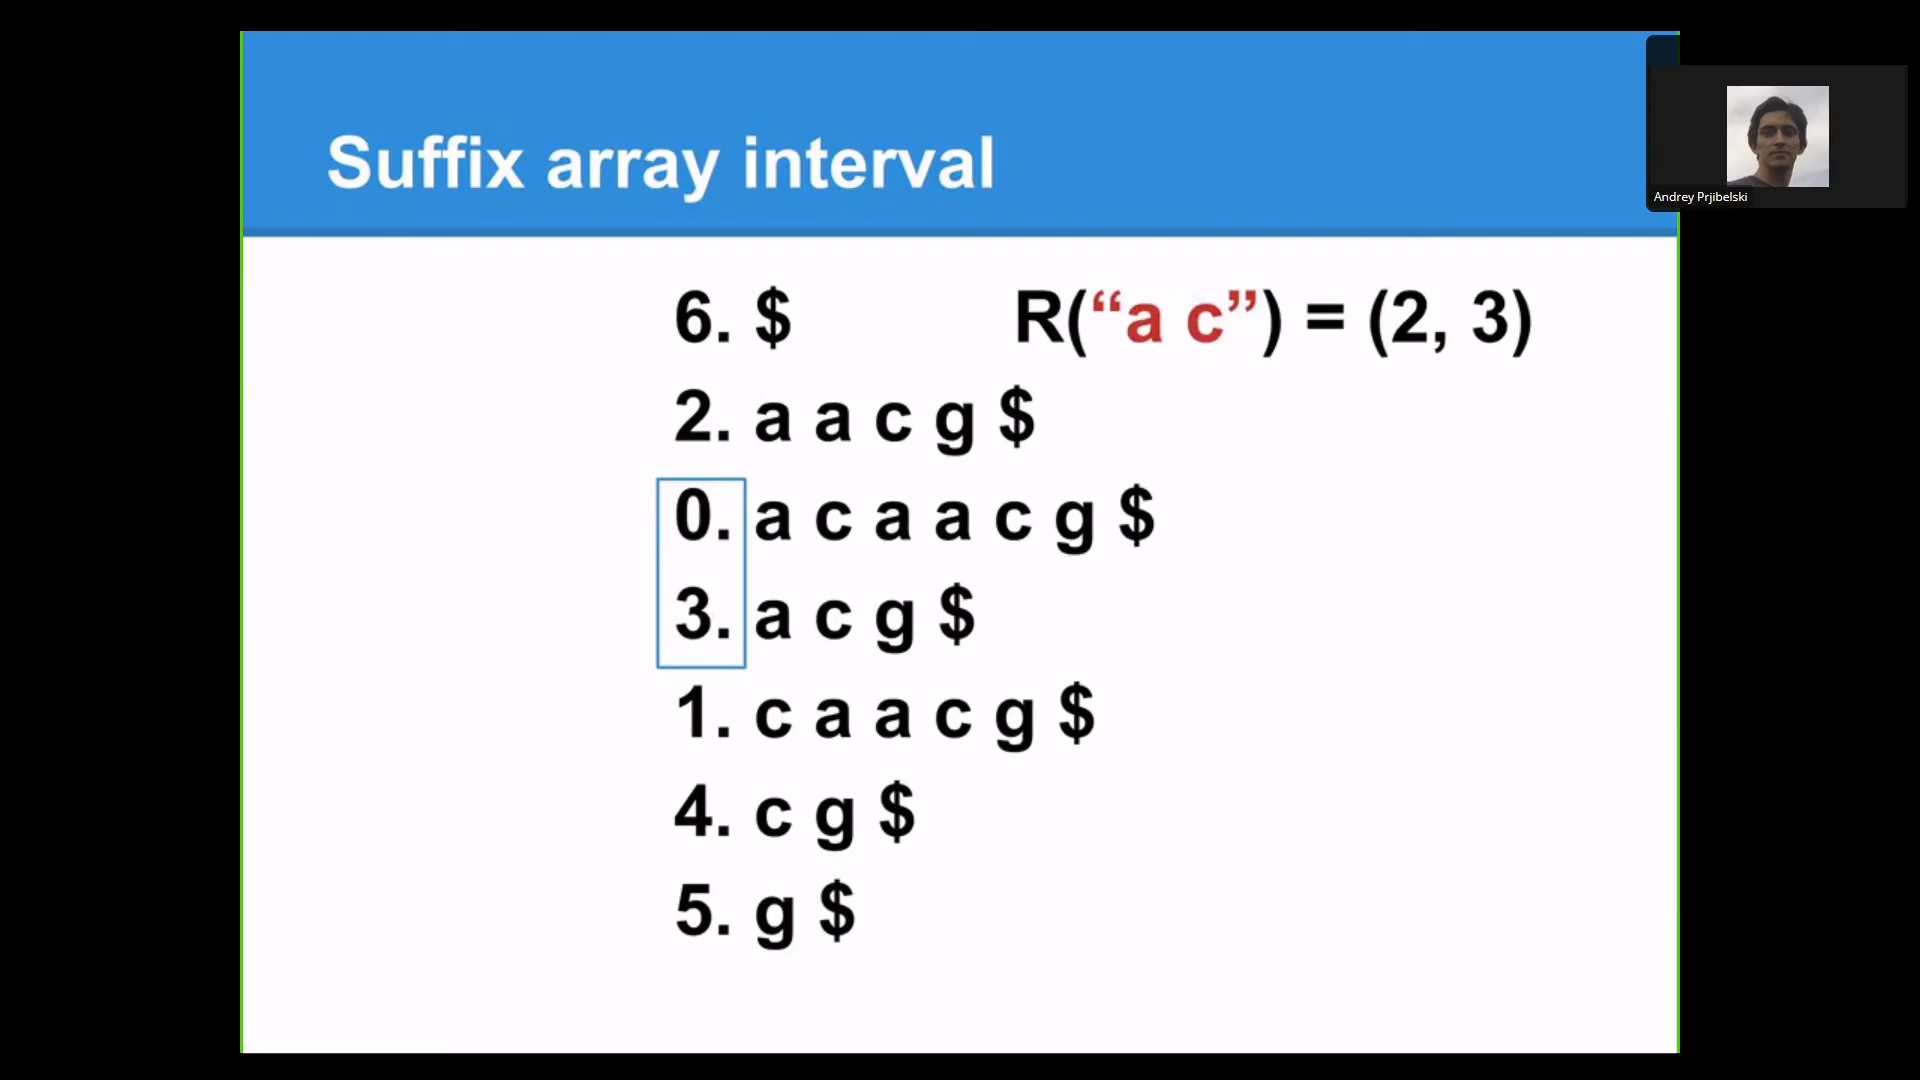 Suffix array interval
Andrey Prjibelski
6. $
R(“a c”) = (2, 3)
2. a a c g $
0. a c a a c g $
3. a c g $
1. c a a c g $
4. c g $
5. g $